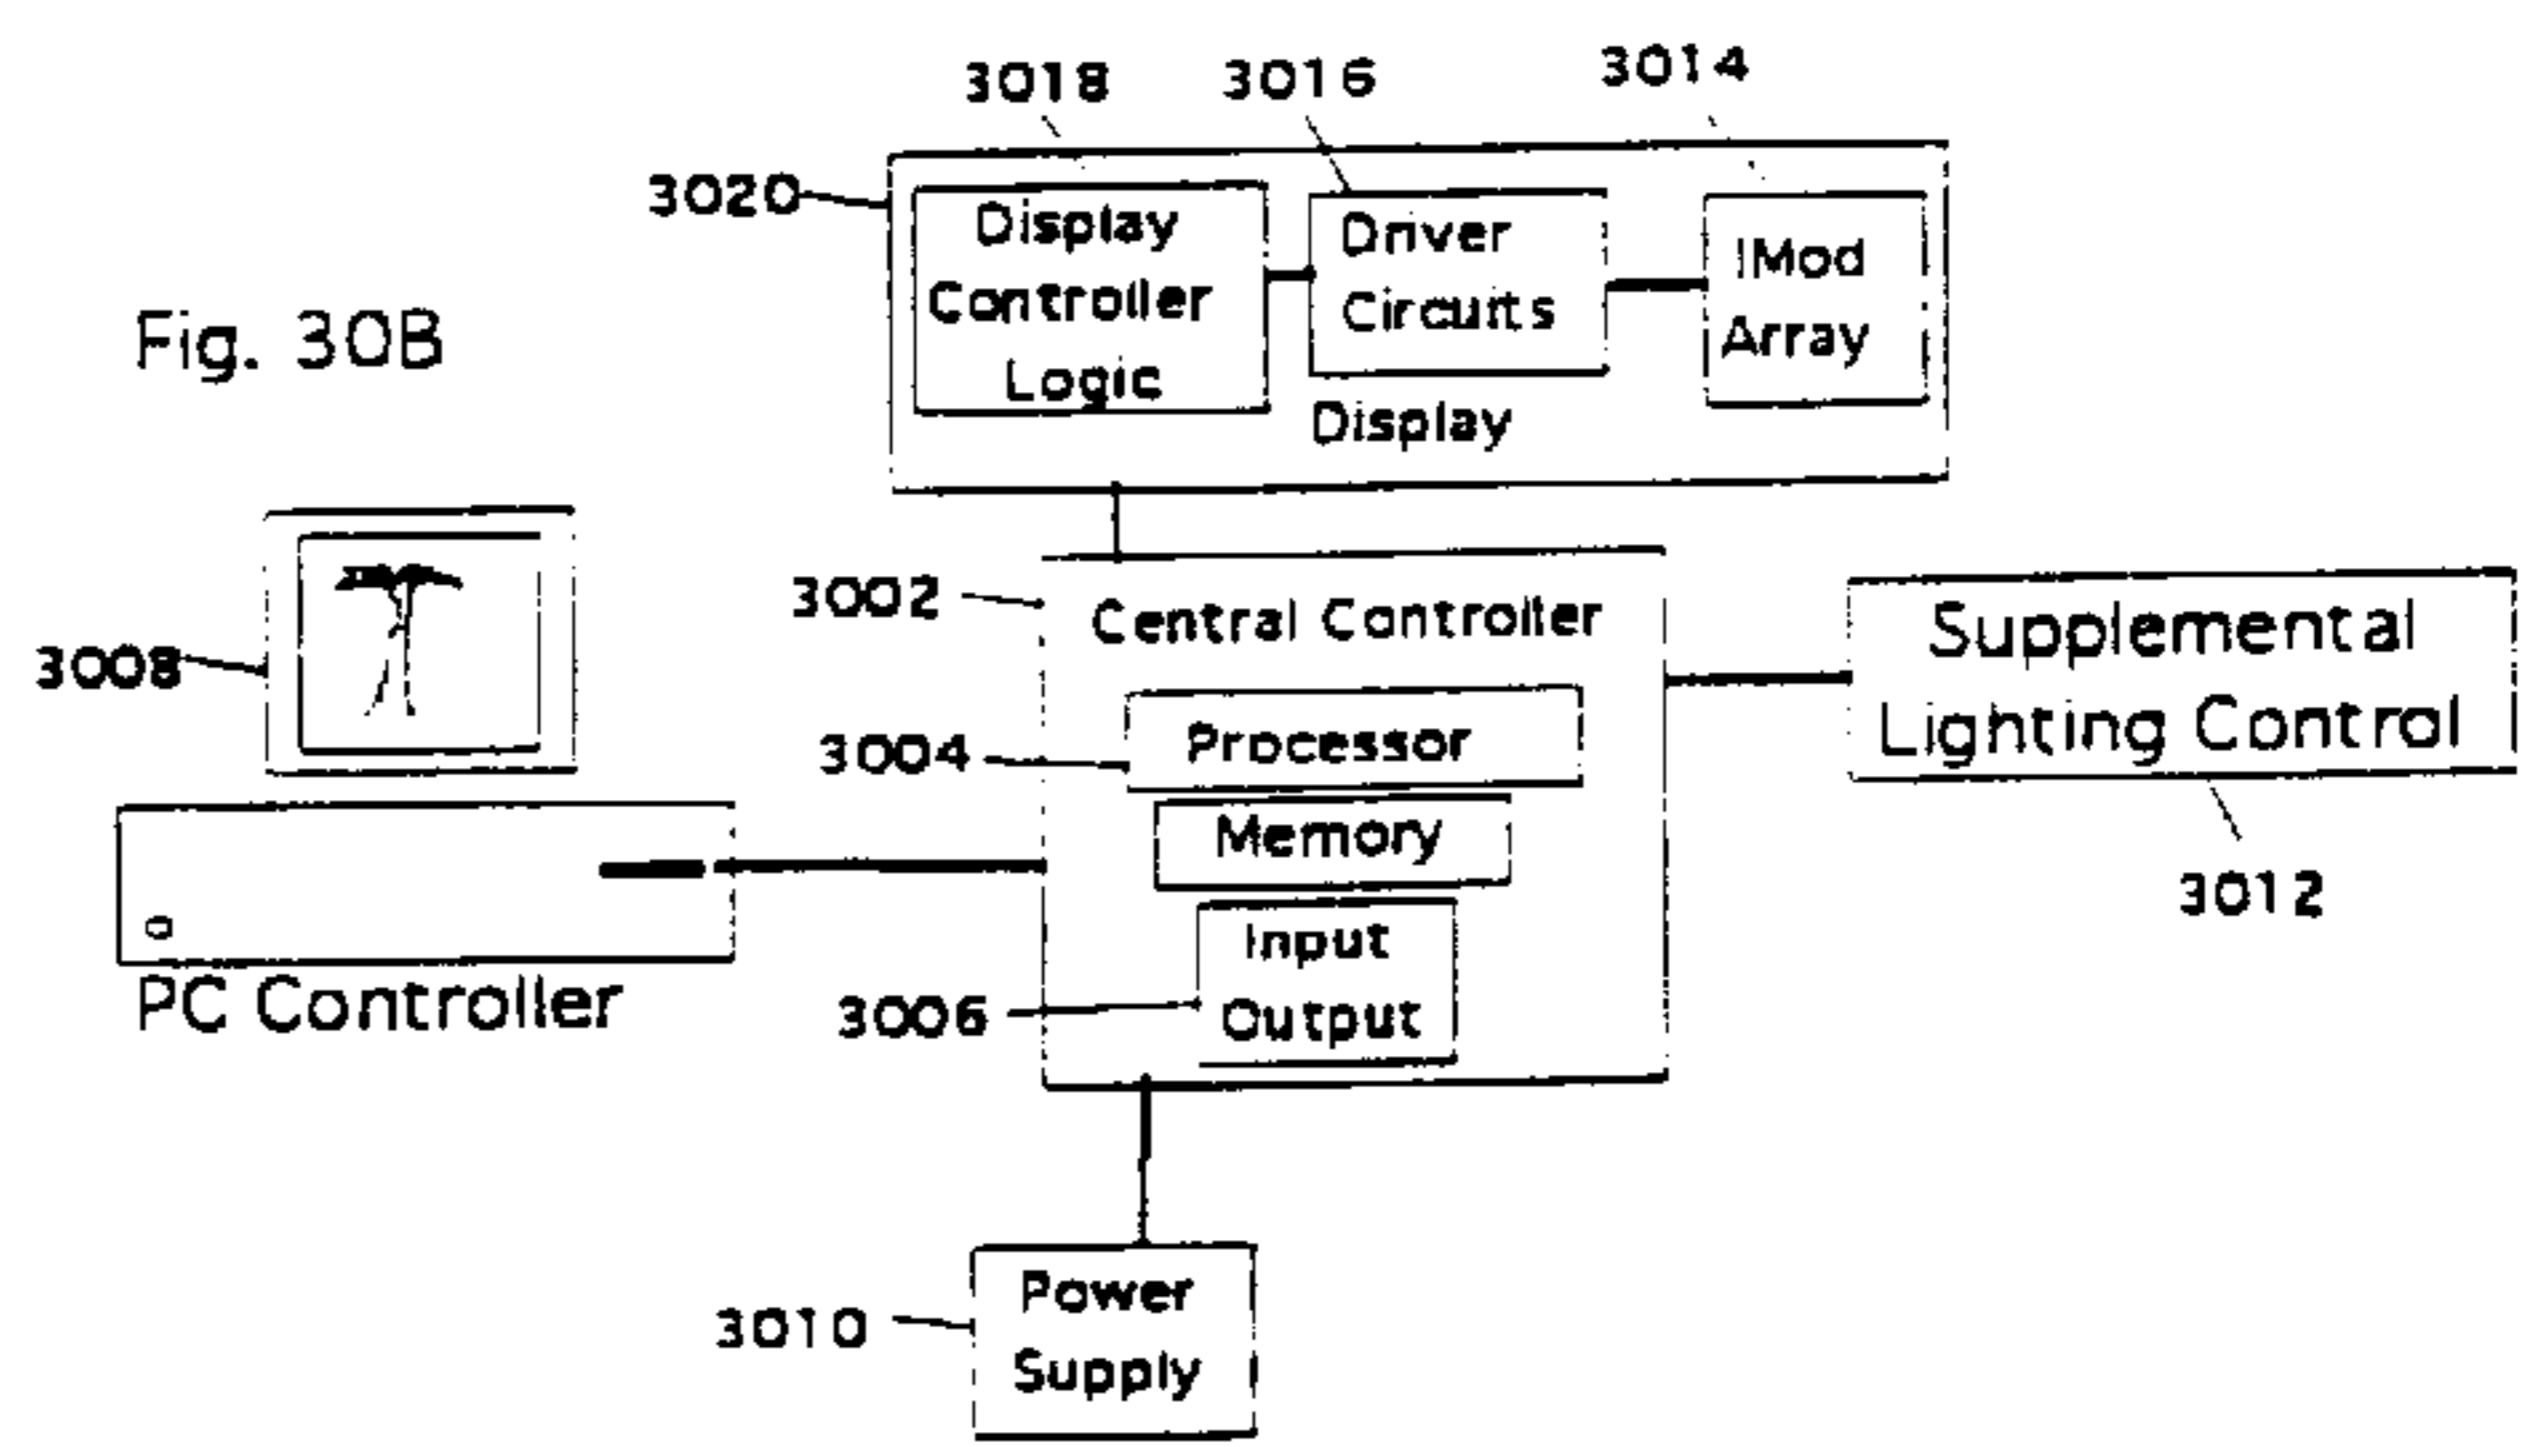 3018 3016 3014
3020
Display
Controller
Logic
Driver
Circuits
IMod
Array
Display
Fig. 30B
3008
3002
Central Controller
Supplemental
Lighting Control
3004
Processor
Memory
3012
Input
Output
3006
PC Controller
3010
Power
Supply